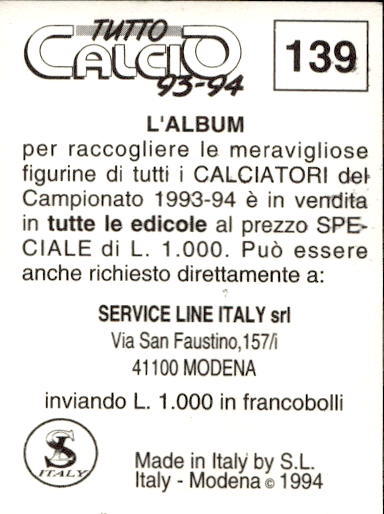 TUTTO
CALCIO
93-94
139
L'ALBUM
per raccogliere le meravigliose
figurine di tutti i CALCIATORI del
Campionato 1993-94 è in vendita
in tutte le edicole al prezzo SPE-
CIALE di L. 1.000. Può essere
anche richiesto direttamente a:
SERVICE LINE ITALY srl
Via San Faustino,157/i
41100 MODENA
inviando L. 1.000 in francobolli
SL
ITALY
Made in Italy by S.L.
Italy - Modena © 1994